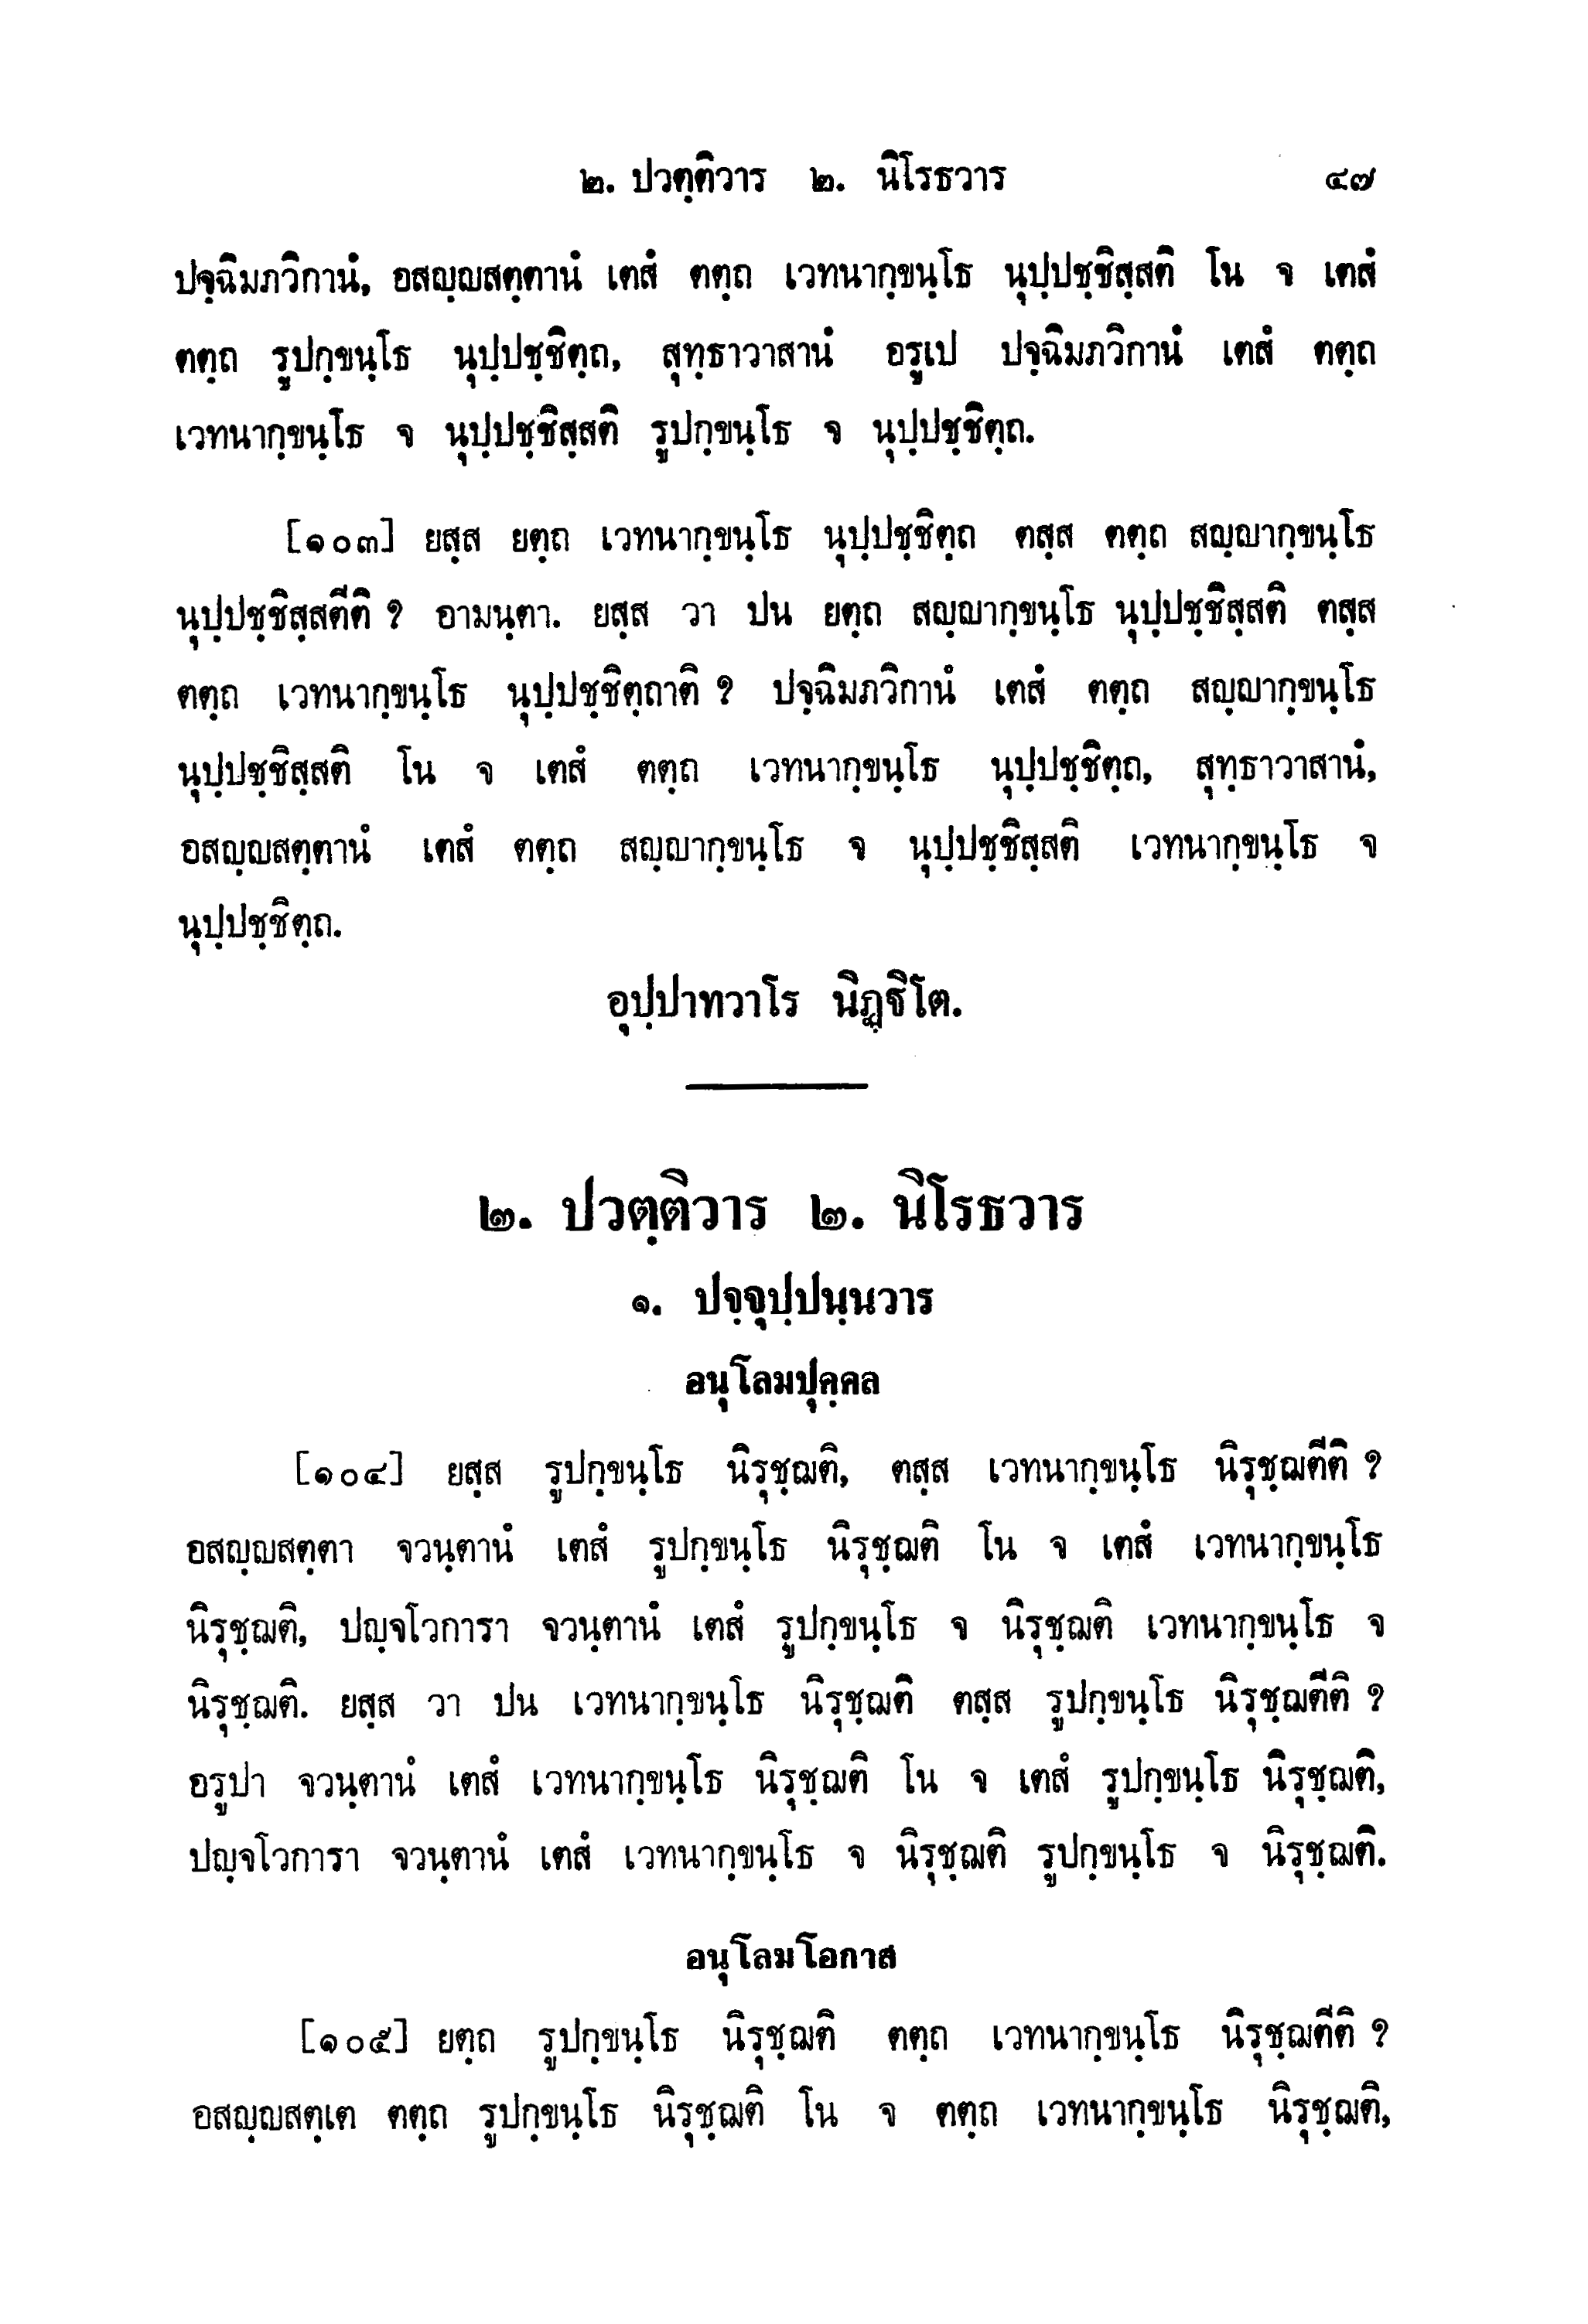 ๒. ปวตฺติวาร ๒. นิโรธวาร ๔๗
ปจฺฉิมภวิกานํ, อสญฺญสตฺตานํ เตสํ ตตฺถ เวทนากฺขนฺโธ นุปฺปชฺชิสฺสติ โน จ เตสํ
ตตฺถ รูปกฺขนฺโธ นุปฺปชฺชิตฺถ, สุทฺธาวาสานํ อรูเป ปจฺฉิมภวิกานํ เตสํ ตตฺถ
เวทนากฺขนฺโธ จ นุปฺปชฺชิสฺสติ รูปกฺขนฺโธ จ นุปฺปชฺชิตฺถ.
[๑๐๓] ยสฺส ยตฺถ เวทนากฺขนฺโธ นุปฺปชฺชิตฺถ ตสฺส ตตฺถ สญฺญากฺขนฺโธ
นุปฺปชฺชิสฺสตีติ ? อามนฺตา. ยสฺส วา ปน ยตฺถ สญฺญากฺขนฺโธ นุปฺปชฺชิสฺสติ ตสฺส
ตตฺถ เวทนากฺขนฺโธ นุปฺปชฺชิตฺถาติ ? ปจฺฉิมภวิกานํ เตสํ ตตฺถ สญฺญากฺขนฺโธ
นุปฺปชฺชิสฺสติ โน จ เตสํ ตตฺถ เวทนากฺขนฺโธ นุปฺปชฺชิตฺถ, สุทฺธาวาสานํ,
อสญฺญสตฺตานํ เตสํ ตตฺถ สญฺญากฺขนฺโธ จ นุปฺปชฺชิสฺสติ เวทนากฺขนฺโธ จ
นุปฺปชฺชิตฺถ.
อุปฺปาทวาโร นิฏฺฐิโต.
๒. ปวตฺติวาร ๒. นิโรธวาร
๑. ปจฺจุปฺปนฺนวาร
อนุโลมปุคฺคล
[๑๐๔] ยสฺส รูปกฺขนฺโธ นิรุชฺฌติ, ตสฺส เวทนากฺขนฺโธ นิรุชฺฌตีติ ?
อสญฺญสตฺตา จวนฺตานํ เตสํ รูปกฺขนฺโธ นิรุชฺฌติ โน จ เตสํ เวทนากฺขนฺโธ
นิรุชฺฌติ, ปญฺจโวการา จวนฺตานํ เตสํ รูปกฺขนฺโธ จ นิรุชฺฌติ เวทนากฺขนฺโธ จ
นิรุชฺฌติ. ยสฺส วา ปน เวทนากฺขนฺโธ นิรุชฺฌติ ตสฺส รูปกฺขนฺโธ นิรุชฺฌตีติ ?
อรูปา จวนฺตานํ เตสํ เวทนากฺขนฺโธ นิรุชฺฌติ โน จ เตสํ รูปกฺขนฺโธ นิรุชฺฌติ,
ปญฺจโวการา จวนฺตานํ เตสํ เวทนากฺขนฺโธ จ นิรุชฺฌติ รูปกฺขนฺโธ จ นิรุชฺฌติ.
อนุโลมโอกาส
[๑๐๕] ยตฺถ รูปกฺขนฺโธ นิรุชฺฌติ ตตฺถ เวทนากฺขนฺโธ นิรุชฺฌตีติ ?
อสญฺญสตฺเต ตตฺถ รูปกฺขนฺโธ นิรุชฺฌติ โน จ ตตฺถ เวทนากฺขนฺโธ นิรุชฺฌติ,